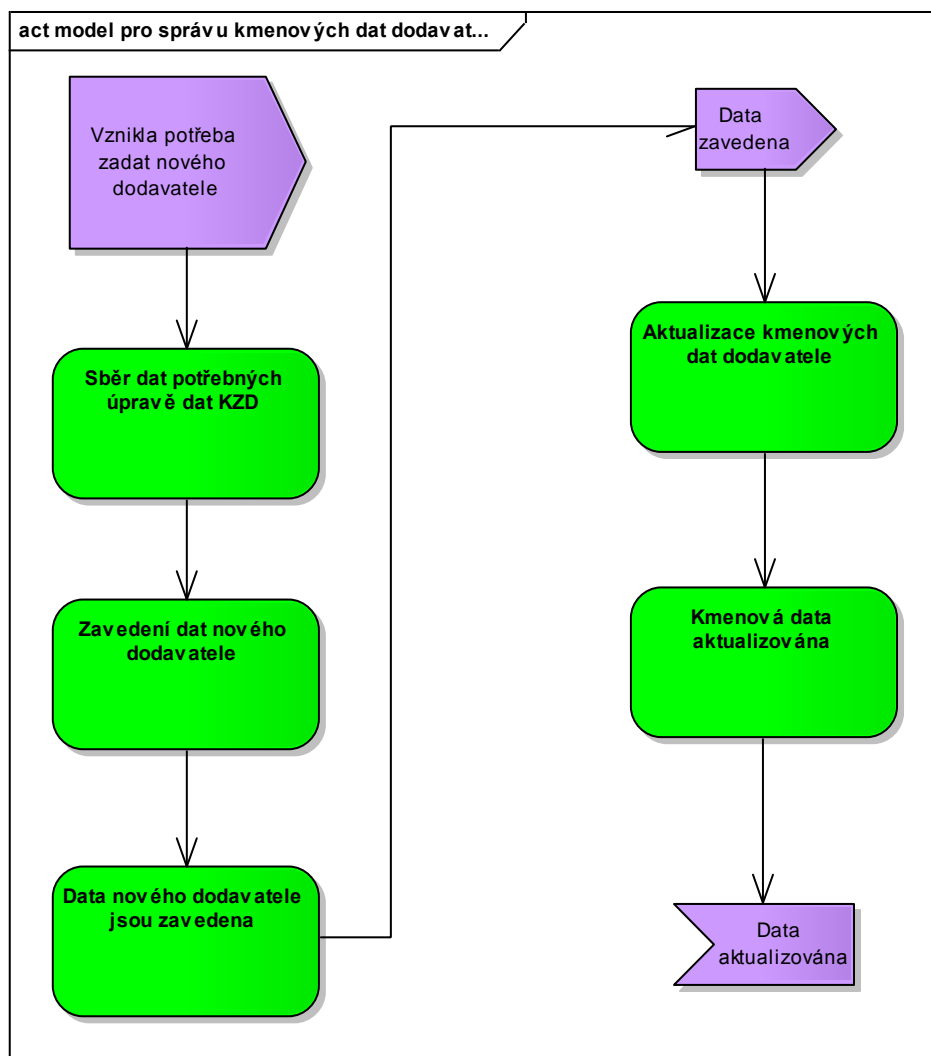 act model pro správu kmenových dat dodavat...
Vznikla potřeba
zadat nového
dodavatele
Sběr dat potřebných
úpravě dat KZD
Zavedení dat nového
dodavatele
Data nového dodavatele
jsou zavedena
Data
zavedena
Aktualizace kmenových
dat dodavatele
Kmenová data
aktualizována
Data
aktualizována